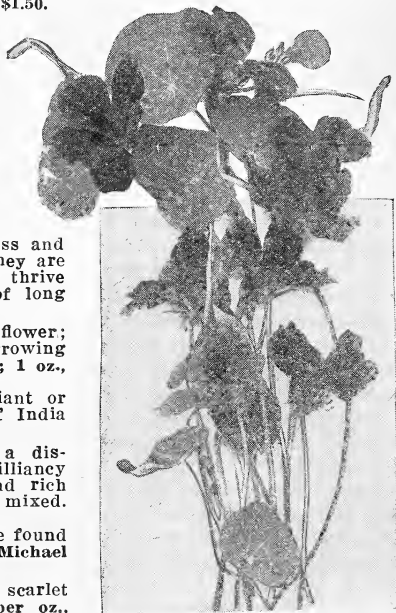 $1.50.
ss and
ney are
thrive
of long
flower;
rowing
; 1 oz.,
iant or
f India
a dis-
illiancy
nd rich
mixed.
e found
Michael
scarlet
per oz.,